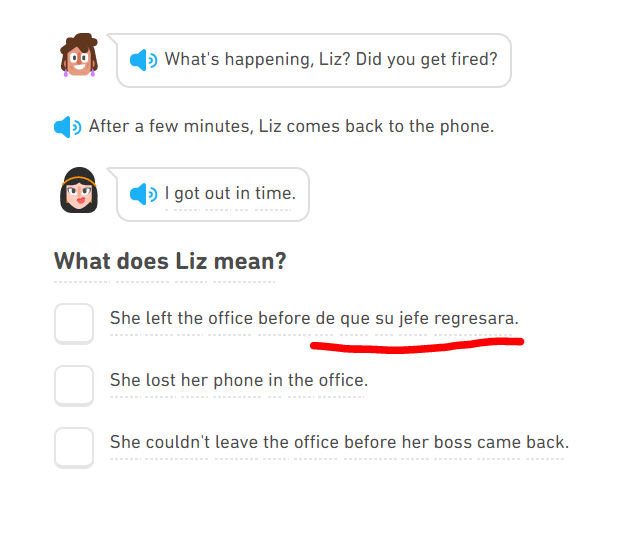 What's happening, Liz? Did you get fired?
After a few minutes, Liz comes back to the phone.
I got out in time.
What does Liz mean?
She left the office before de que su jefe regresara.
She lost her phone in the office.
She couldn't leave the office before her boss came back.